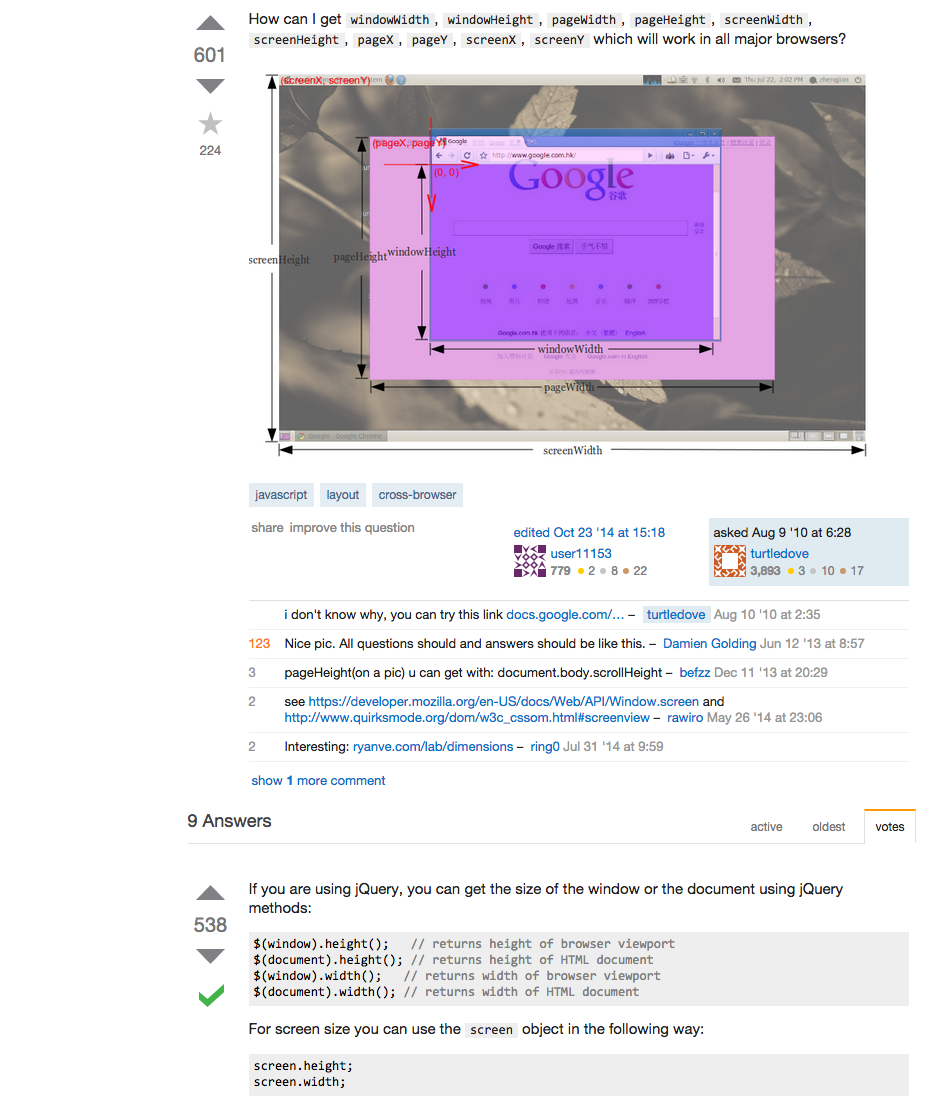 How can I get windowWidth, windowHeight, pageWidth, pageHeight, screenWidth,
601
screenHeight, pageX, pageY, screenX, screenY which will work in all major browsers?
224
(screenX, screenY)
Thu Jul 22, 2:02 PM zhengjian
(pageX, pageY)
Google
http://www.google.com.hk/
(0, 0)
Google
谷歌
Google 搜索 手气不错
screenHeight
pageHeight
windowHeight
Google.com.hk
English
windowWidth
Google.com in English
pageWidth
Google - Google Chrome
screenWidth
javascript layout cross-browser
share improve this question
edited Oct 23 '14 at 15:18
user11153
779 2 8 22
asked Aug 9 '10 at 6:28
turtledove
3,893 3 10 17
i don't know why, you can try this link docs.google.com/… – turtledove Aug 10 '10 at 2:35
123 Nice pic. All questions should and answers should be like this. – Damien Golding Jun 12 '13 at 8:57
3 pageHeight(on a pic) u can get with: document.body.scrollHeight – befzz Dec 11 '13 at 20:29
2 see https://developer.mozilla.org/en-US/docs/Web/API/Window.screen and
http://www.quirksmode.org/dom/w3c_cssom.html#screenview – rawiro May 26 '14 at 23:06
2 Interesting: ryanve.com/lab/dimensions – ring0 Jul 31 '14 at 9:59
show 1 more comment
9 Answers
active oldest votes
538
If you are using jQuery, you can get the size of the window or the document using jQuery
methods:
$(window).height();   // returns height of browser viewport
$(document).height(); // returns height of HTML document
$(window).width();   // returns width of browser viewport
$(document).width(); // returns width of HTML document
For screen size you can use the screen object in the following way:
screen.height;
screen.width;